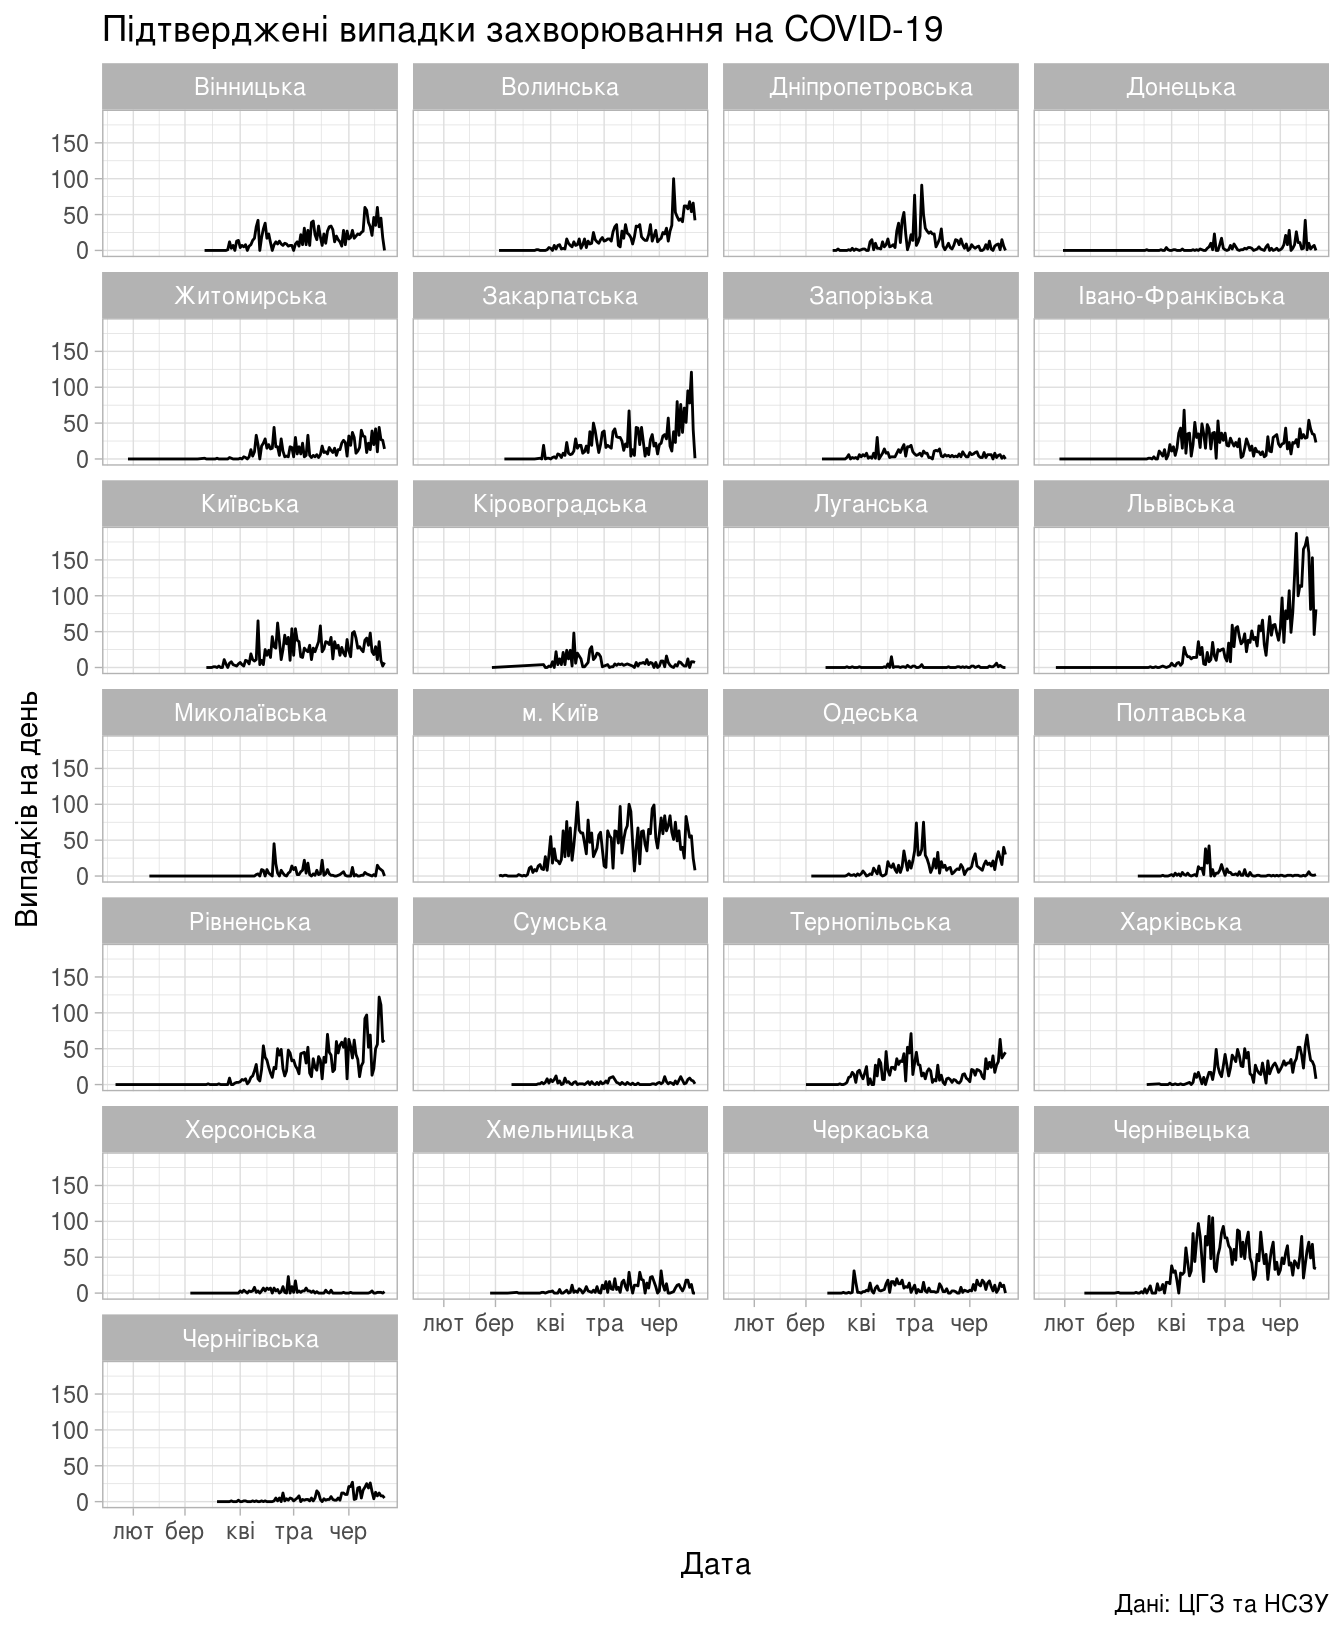 Підтверджені випадки захворювання на COVID-19
Вінницька Волинська Дніпропетровська Донецька
150
100
50
0
Житомирська Закарпатська Запорізька Івано-Франківська
150
100
50
0
Київська Кіровоградська Луганська Львівська
150
100
50
0
Миколаївська м. Київ Одеська Полтавська
150
100
50
0
Рівненська Сумська Тернопільська Харківська
150
100
50
0
Херсонська Хмельницька Черкаська Чернівецька
150
100
50
0
лют бер кві тра чер лют бер кві тра чер лют бер кві тра чер
Чернігівська
150
100
50
0
лют бер кві тра чер
Випадків на день
Дата
Дані: ЦГЗ та НСЗУ